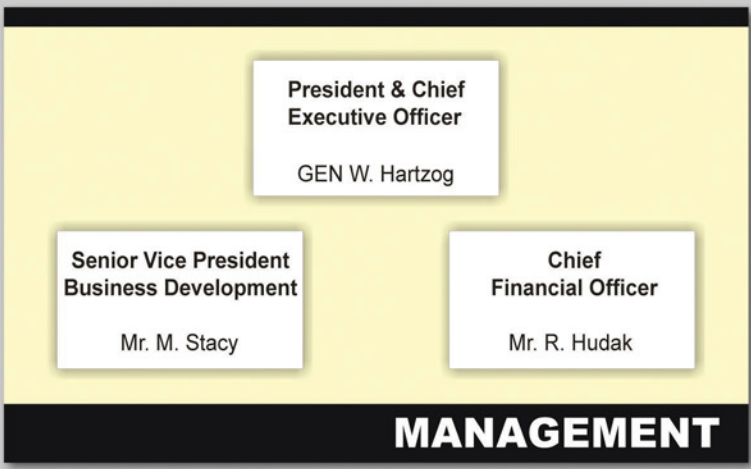 President & Chief
Executive Officer
GEN W. Hartzog
Senior Vice President
Business Development
Mr. M. Stacy
Chief
Financial Officer
Mr. R. Hudak
MANAGEMENT